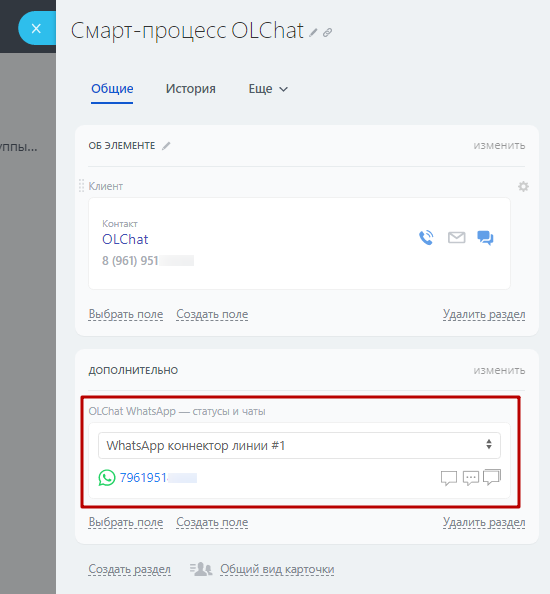 Смарт-процесс OLChat
Общие
История
Еще
уппы...
ОБ ЭЛЕМЕНТЕ
изменить
Клиент
Контакт
OLChat
8 (961) 951
Выбрать поле
Создать поле
Удалить раздел
ДОПОЛНИТЕЛЬНО
изменить
OLChat WhatsApp — статусы и чаты
WhatsApp коннектор линии #1
7961951
Выбрать поле
Создать поле
Удалить раздел
Создать раздел
Общий вид карточки